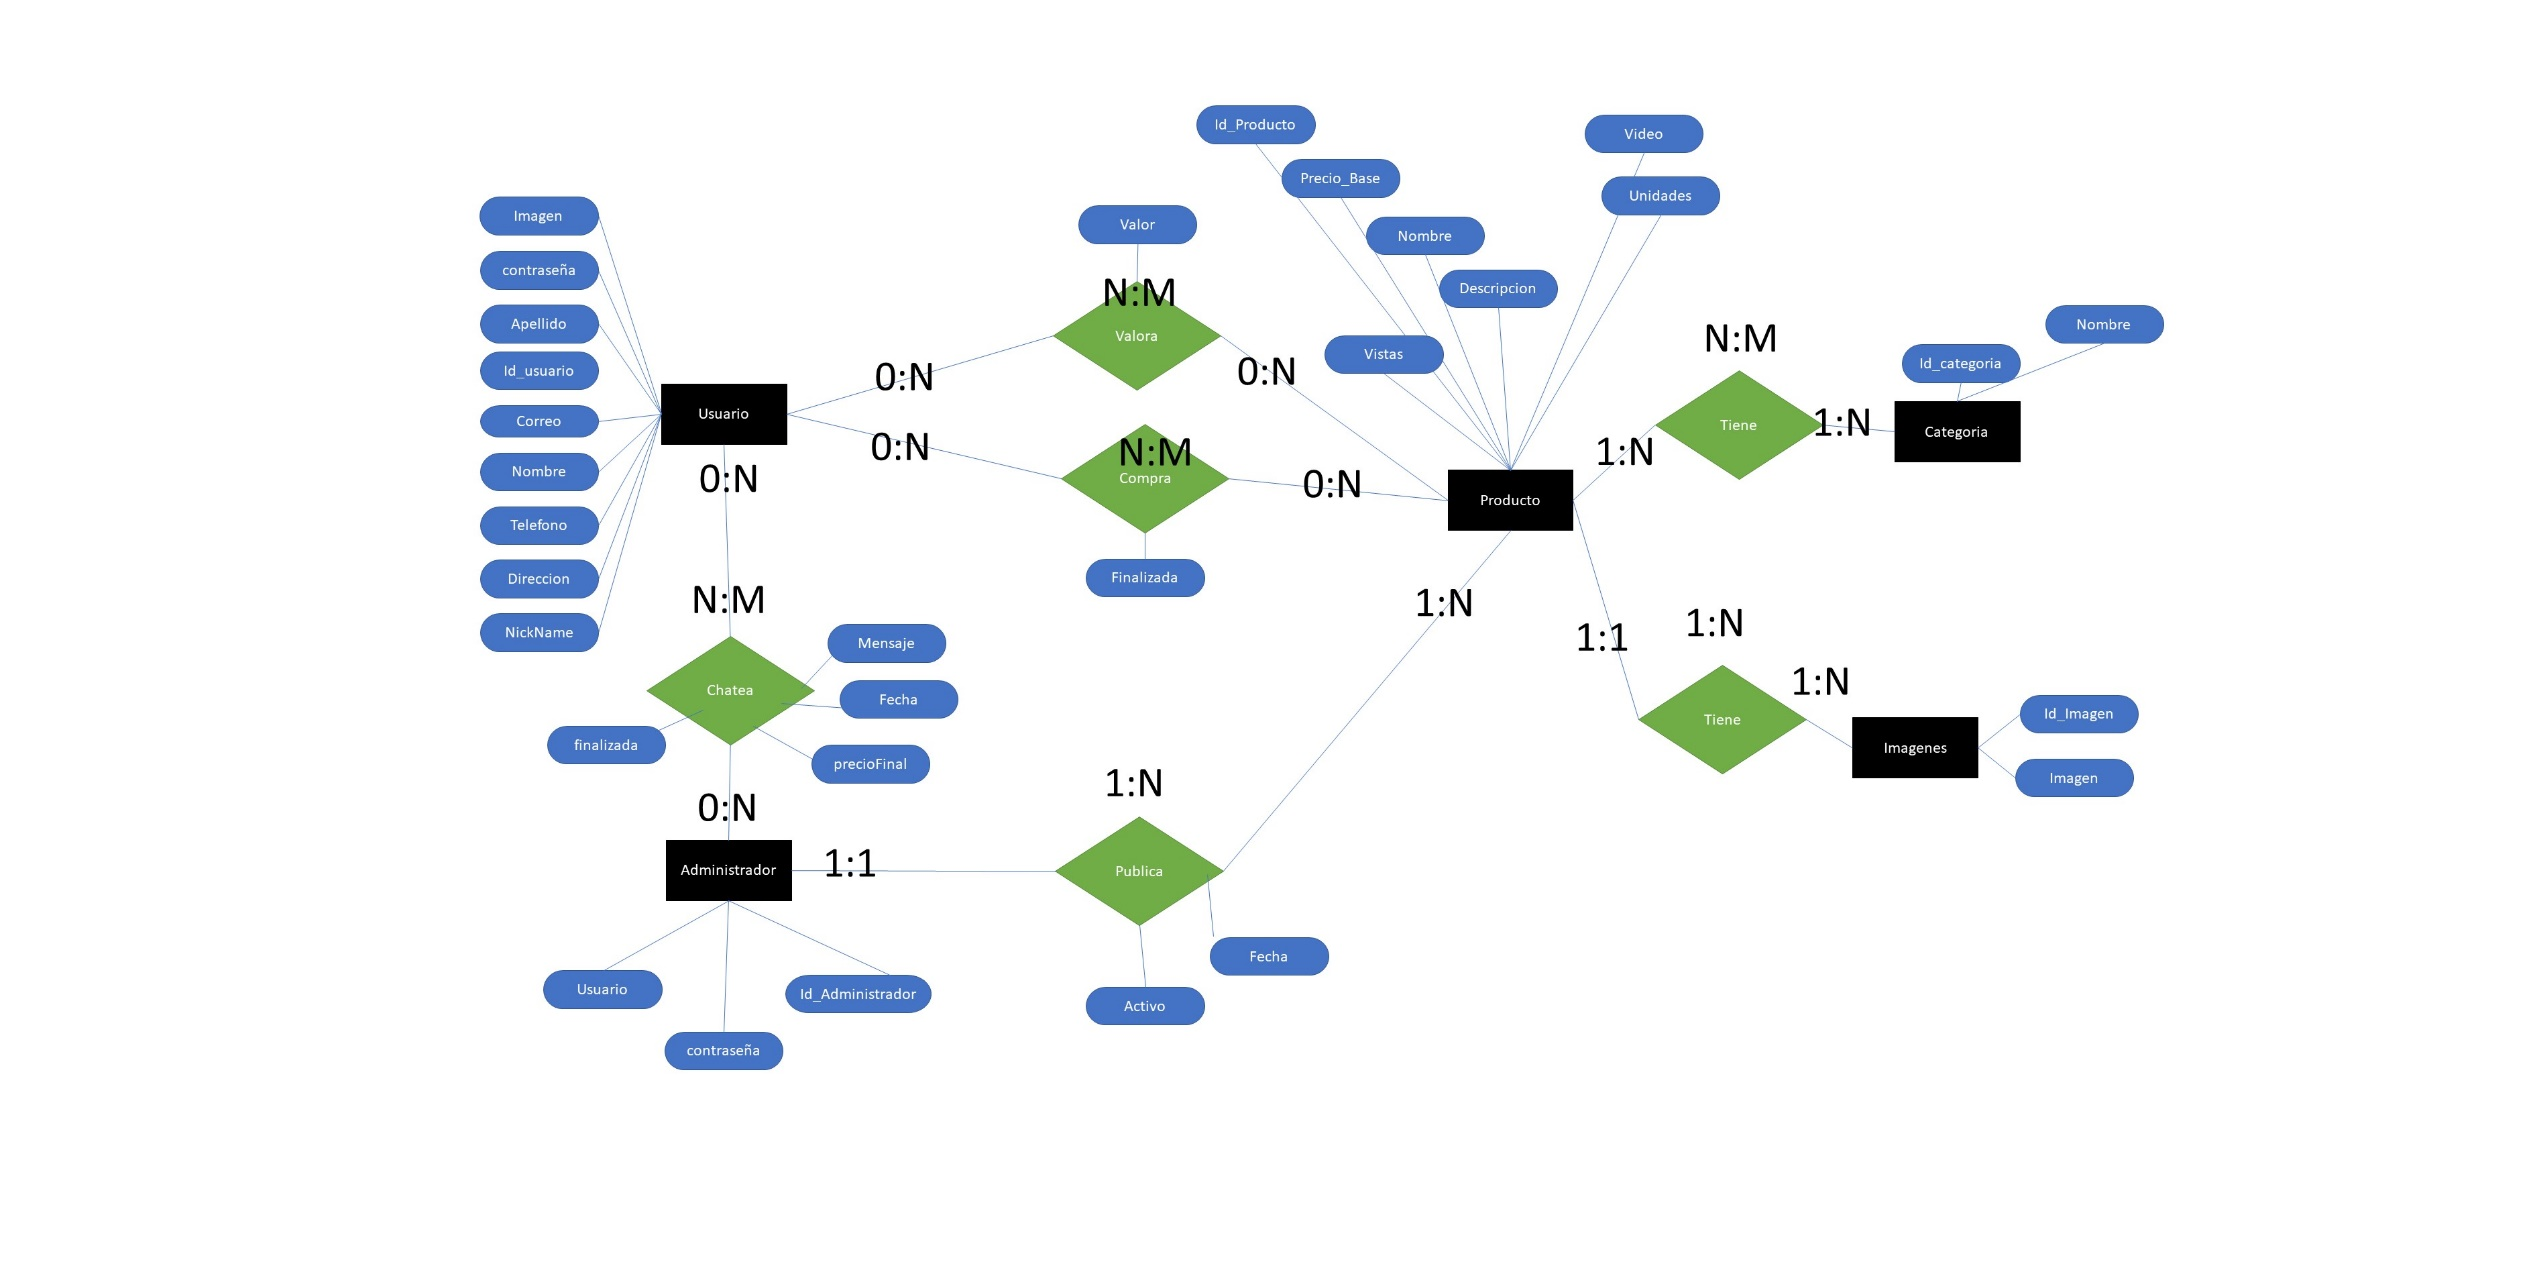 Id_Producto
Video
Precio_Base
Unidades
Imagen
Valor
Nombre
contraseña
Descripcion
N:M
Apellido
Valora
Nombre
N:M
Vistas
Id_categoria
Id_usuario
0:N
0:N
Correo
Usuario
Tiene
1:N
Categoria
0:N
N:M
1:N
Nombre
0:N
Compra
0:N
Producto
Telefono
Direccion
Finalizada
N:M
1:N
1:N
NickName
Mensaje
1:1
Chatea
Fecha
1:N
Id_Imagen
finalizada
Tiene
Imagenes
precioFinal
1:N
Imagen
0:N
Administrador
1:1
Publica
Fecha
Usuario
Id_Administrador
Activo
contraseña